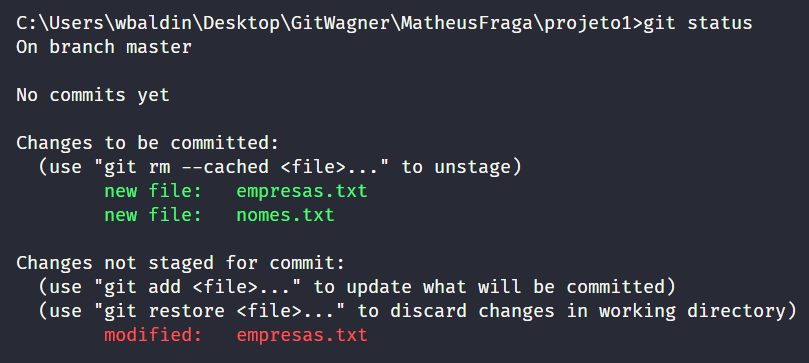 C:\Users\wbaldin\Desktop\GitWagner\MatheusFraga\projeto1>git status
On branch master

No commits yet

Changes to be committed:
  (use "git rm --cached <file>..." to unstage)
        new file:   empresas.txt
        new file:   nomes.txt

Changes not staged for commit:
  (use "git add <file>..." to update what will be committed)
  (use "git restore <file>..." to discard changes in working directory)
        modified:   empresas.txt